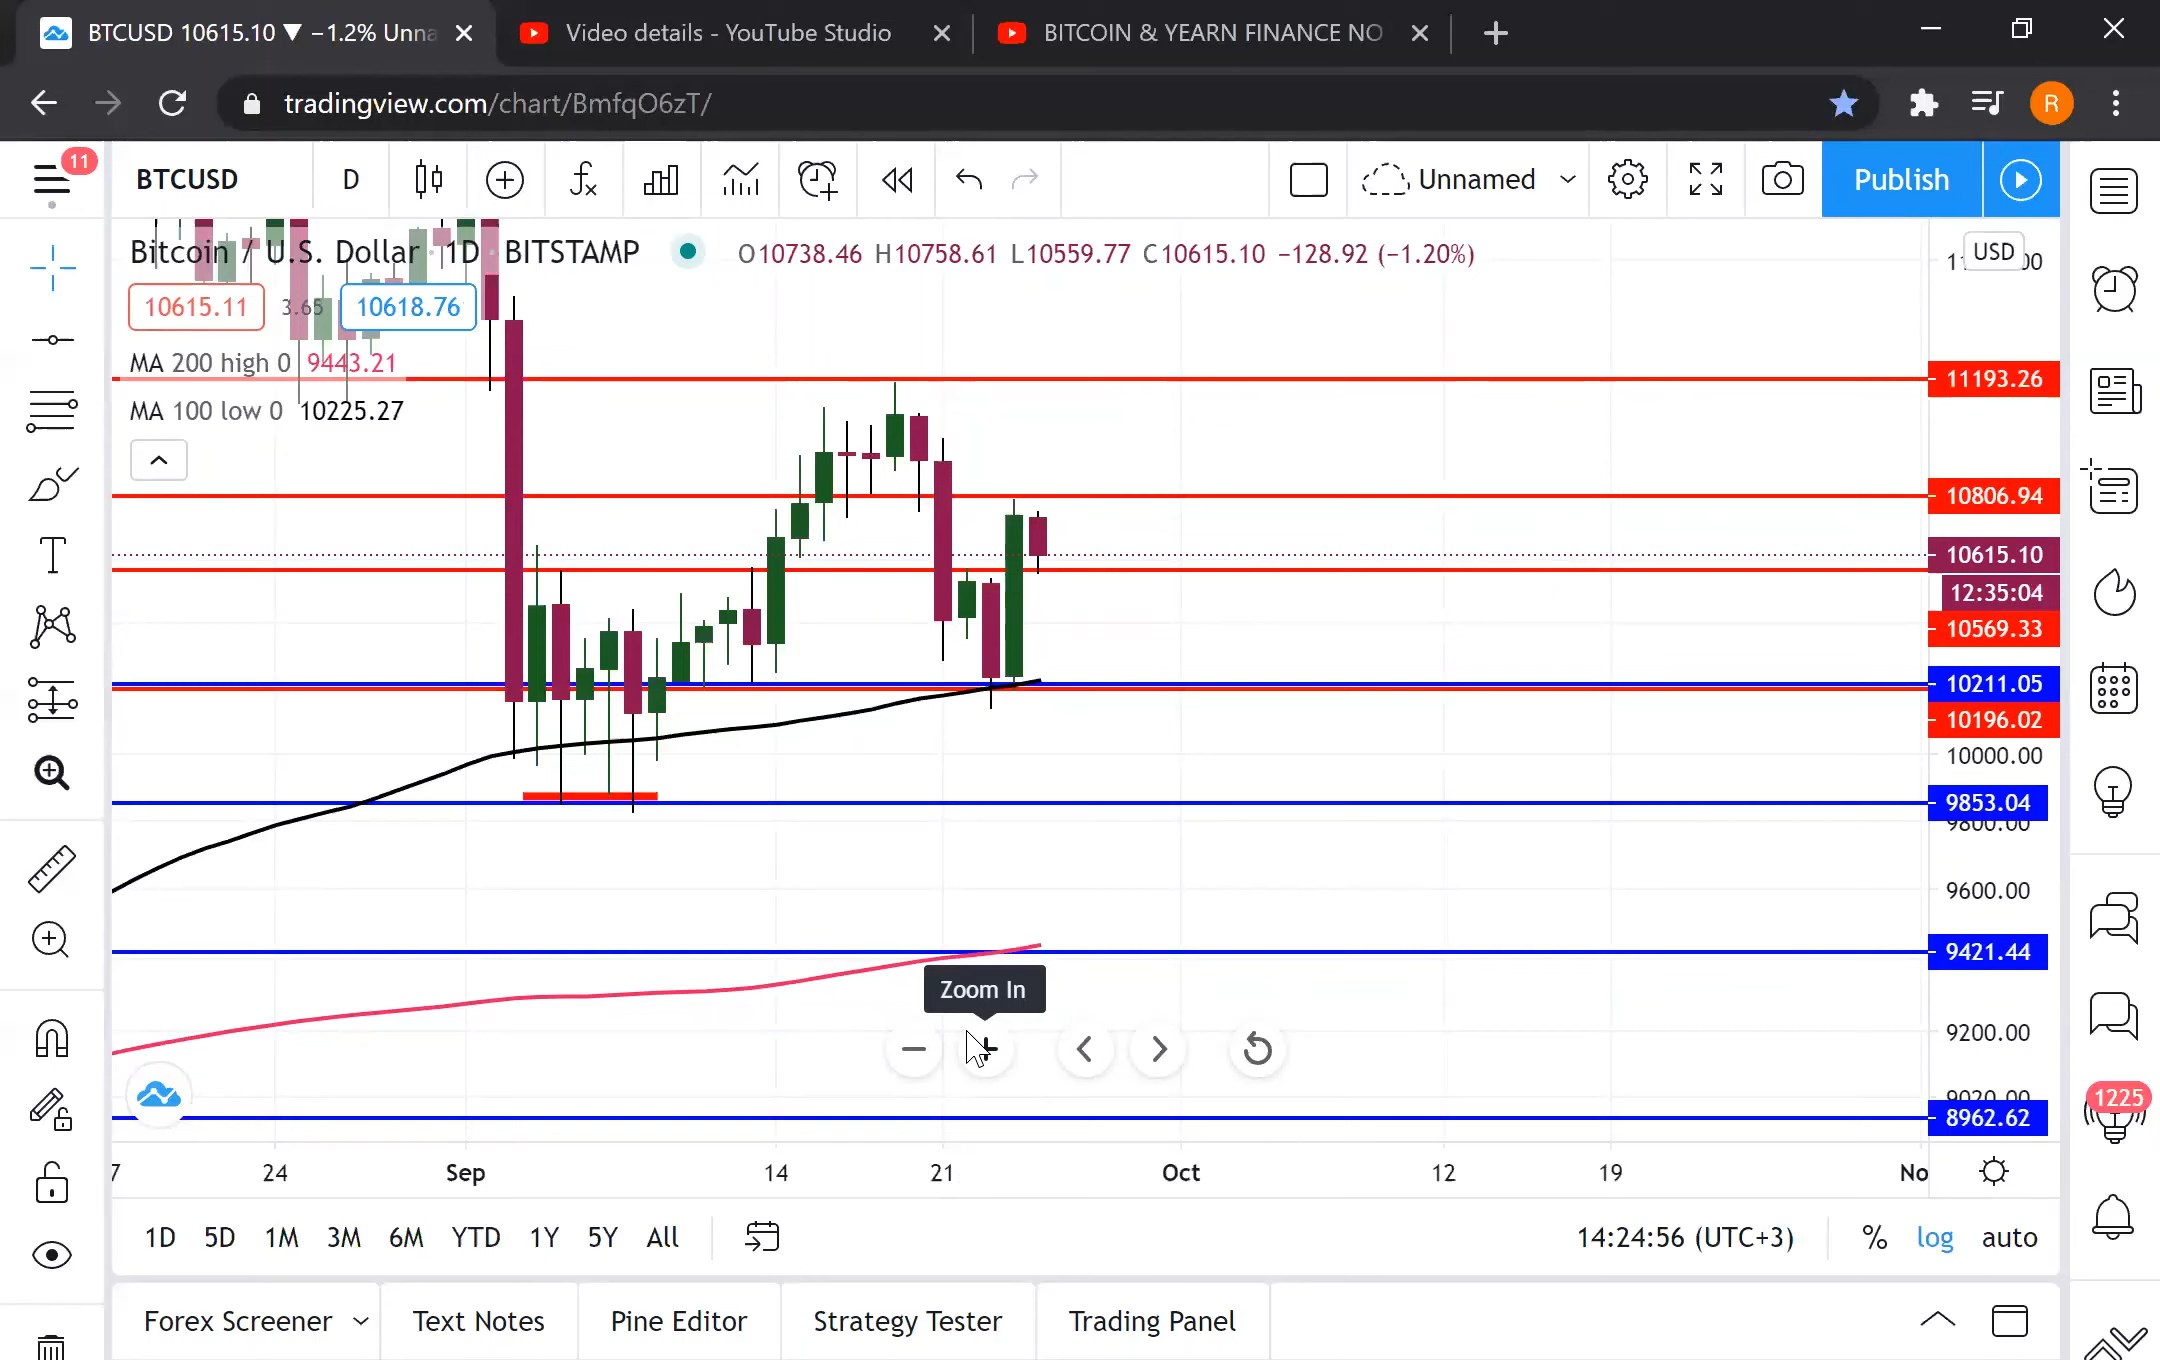 BTCUSD 10615.10 ▼ −1.2% Unna
Video details - YouTube Studio
BITCOIN & YEARN FINANCE NO
tradingview.com/chart/BmfqO6zT/
R
11
BTCUSD
D
Unnamed
Publish
Bitcoin / U.S. Dollar · 1D · BITSTAMP
O10738.46 H10758.61 L10559.77 C10615.10 −128.92 (−1.20%)
USD
10615.11 3.65 10618.76
MA 200 high 0 9443.21
MA 100 low 0 10225.27
11193.26
10806.94
10615.10
12:35:04
10569.33
10211.05
10196.02
10000.00
9853.04
9800.00
9600.00
9421.44
Zoom In
9200.00
9020.00
8962.62
1225
7 24 Sep 14 21 Oct 12 19 No
1D 5D 1M 3M 6M YTD 1Y 5Y All
14:24:56 (UTC+3) % log auto
Forex Screener Text Notes Pine Editor Strategy Tester Trading Panel